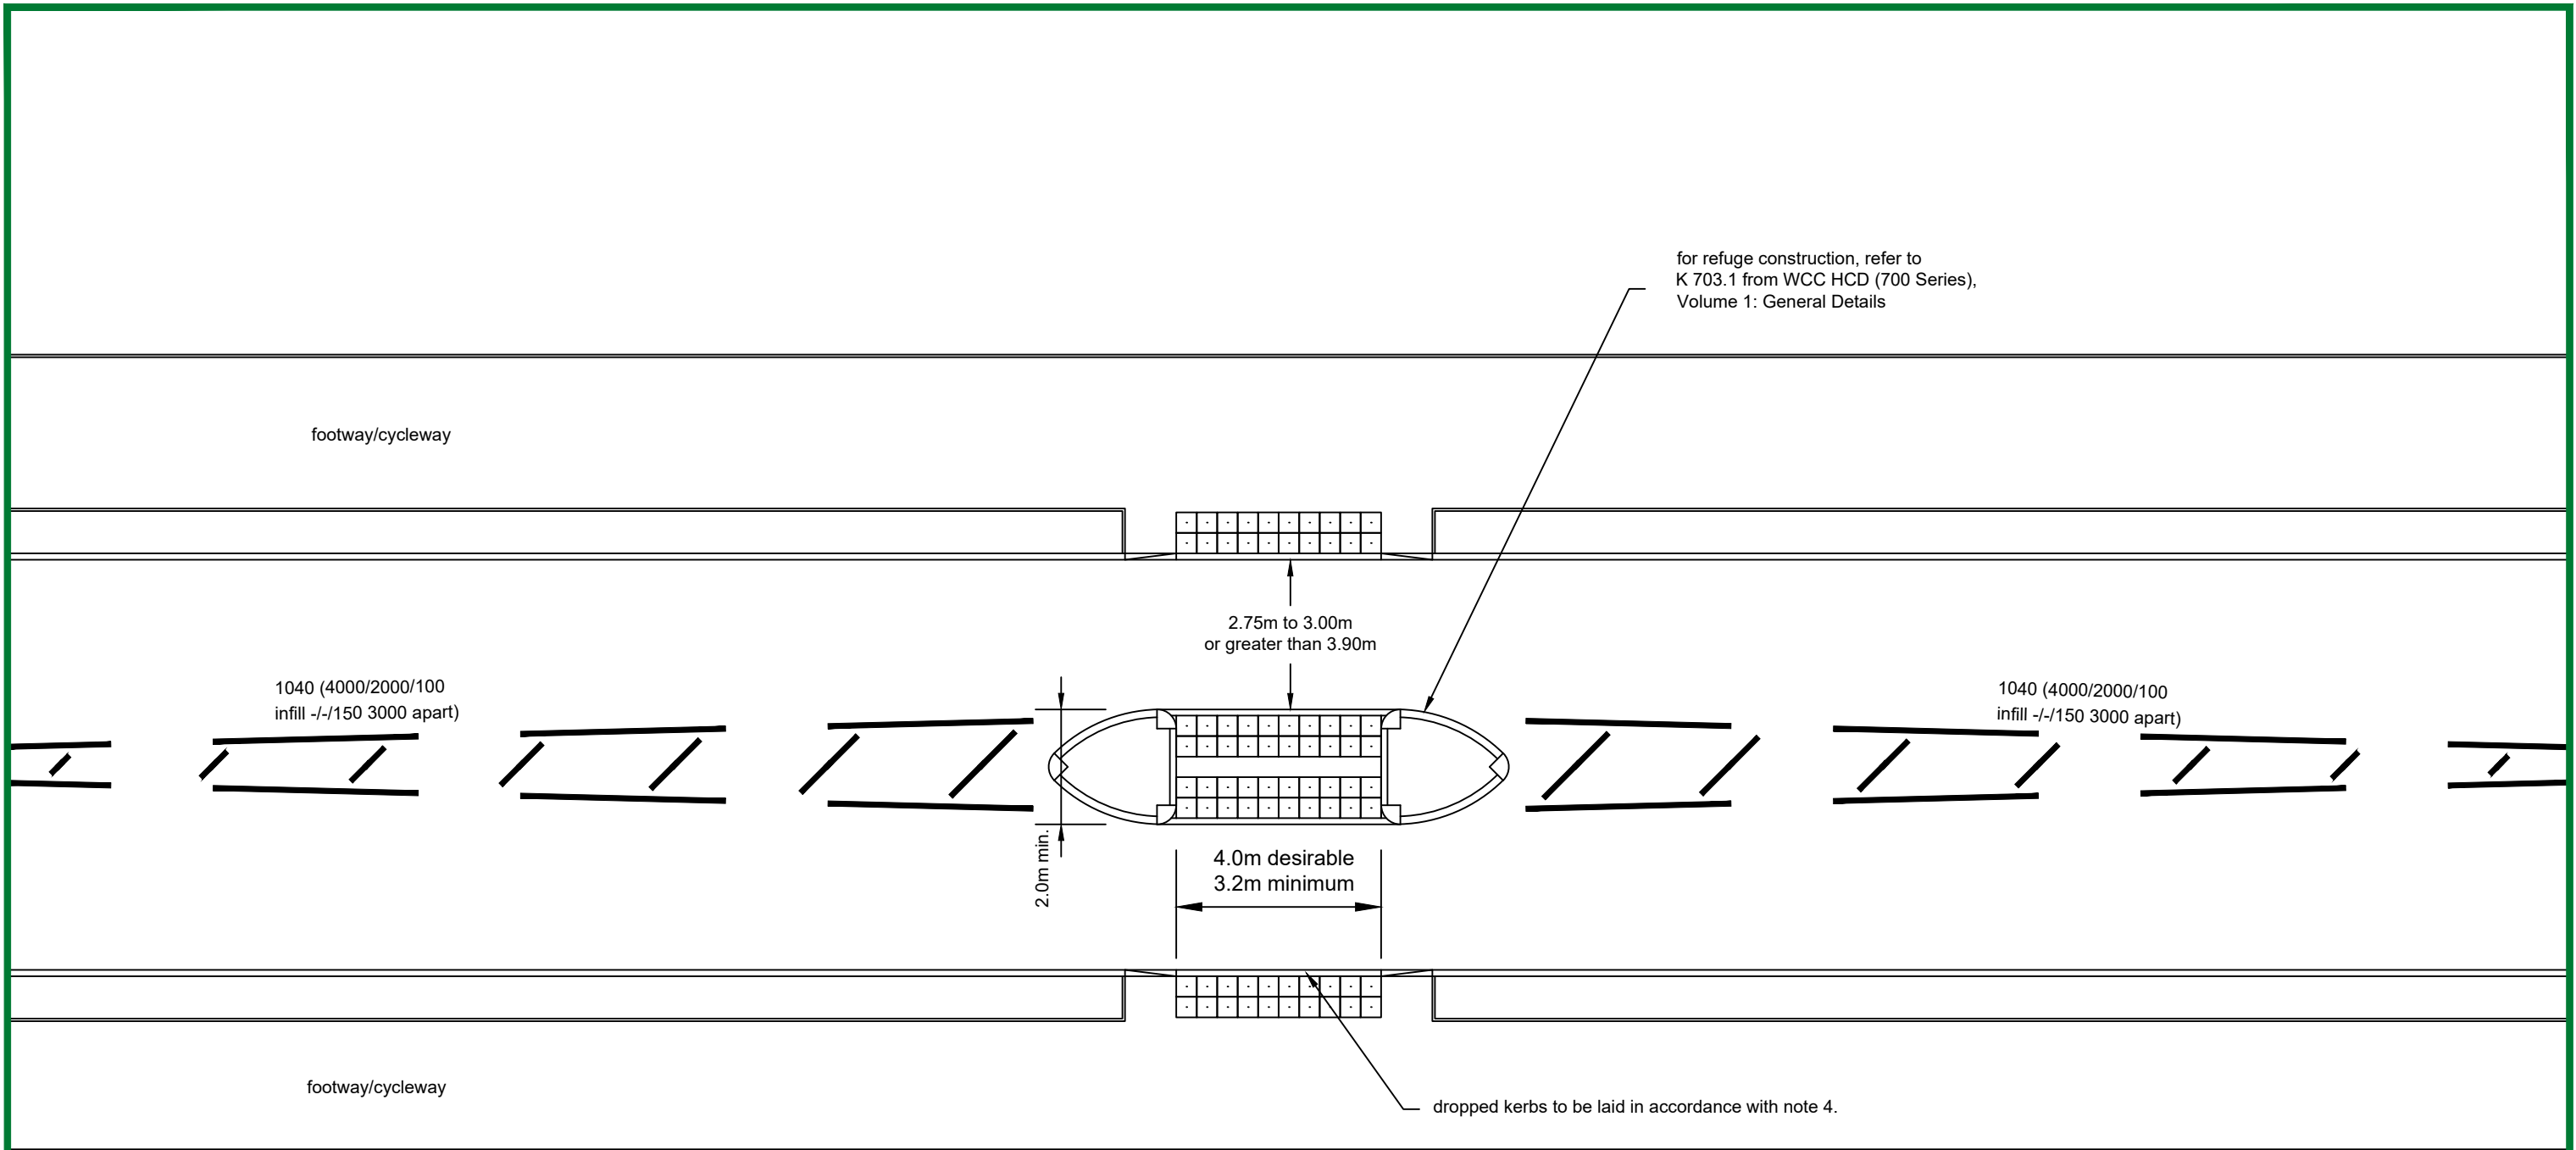 for refuge construction, refer to
K 703.1 from WCC HCD (700 Series),
Volume 1: General Details
footway/cycleway
2.75m to 3.00m
or greater than 3.90m
1040 (4000/2000/100
infill -/-/150 3000 apart)
1040 (4000/2000/100
infill -/-/150 3000 apart)
2.0m min.
4.0m desirable
3.2m minimum
footway/cycleway
dropped kerbs to be laid in accordance with note 4.